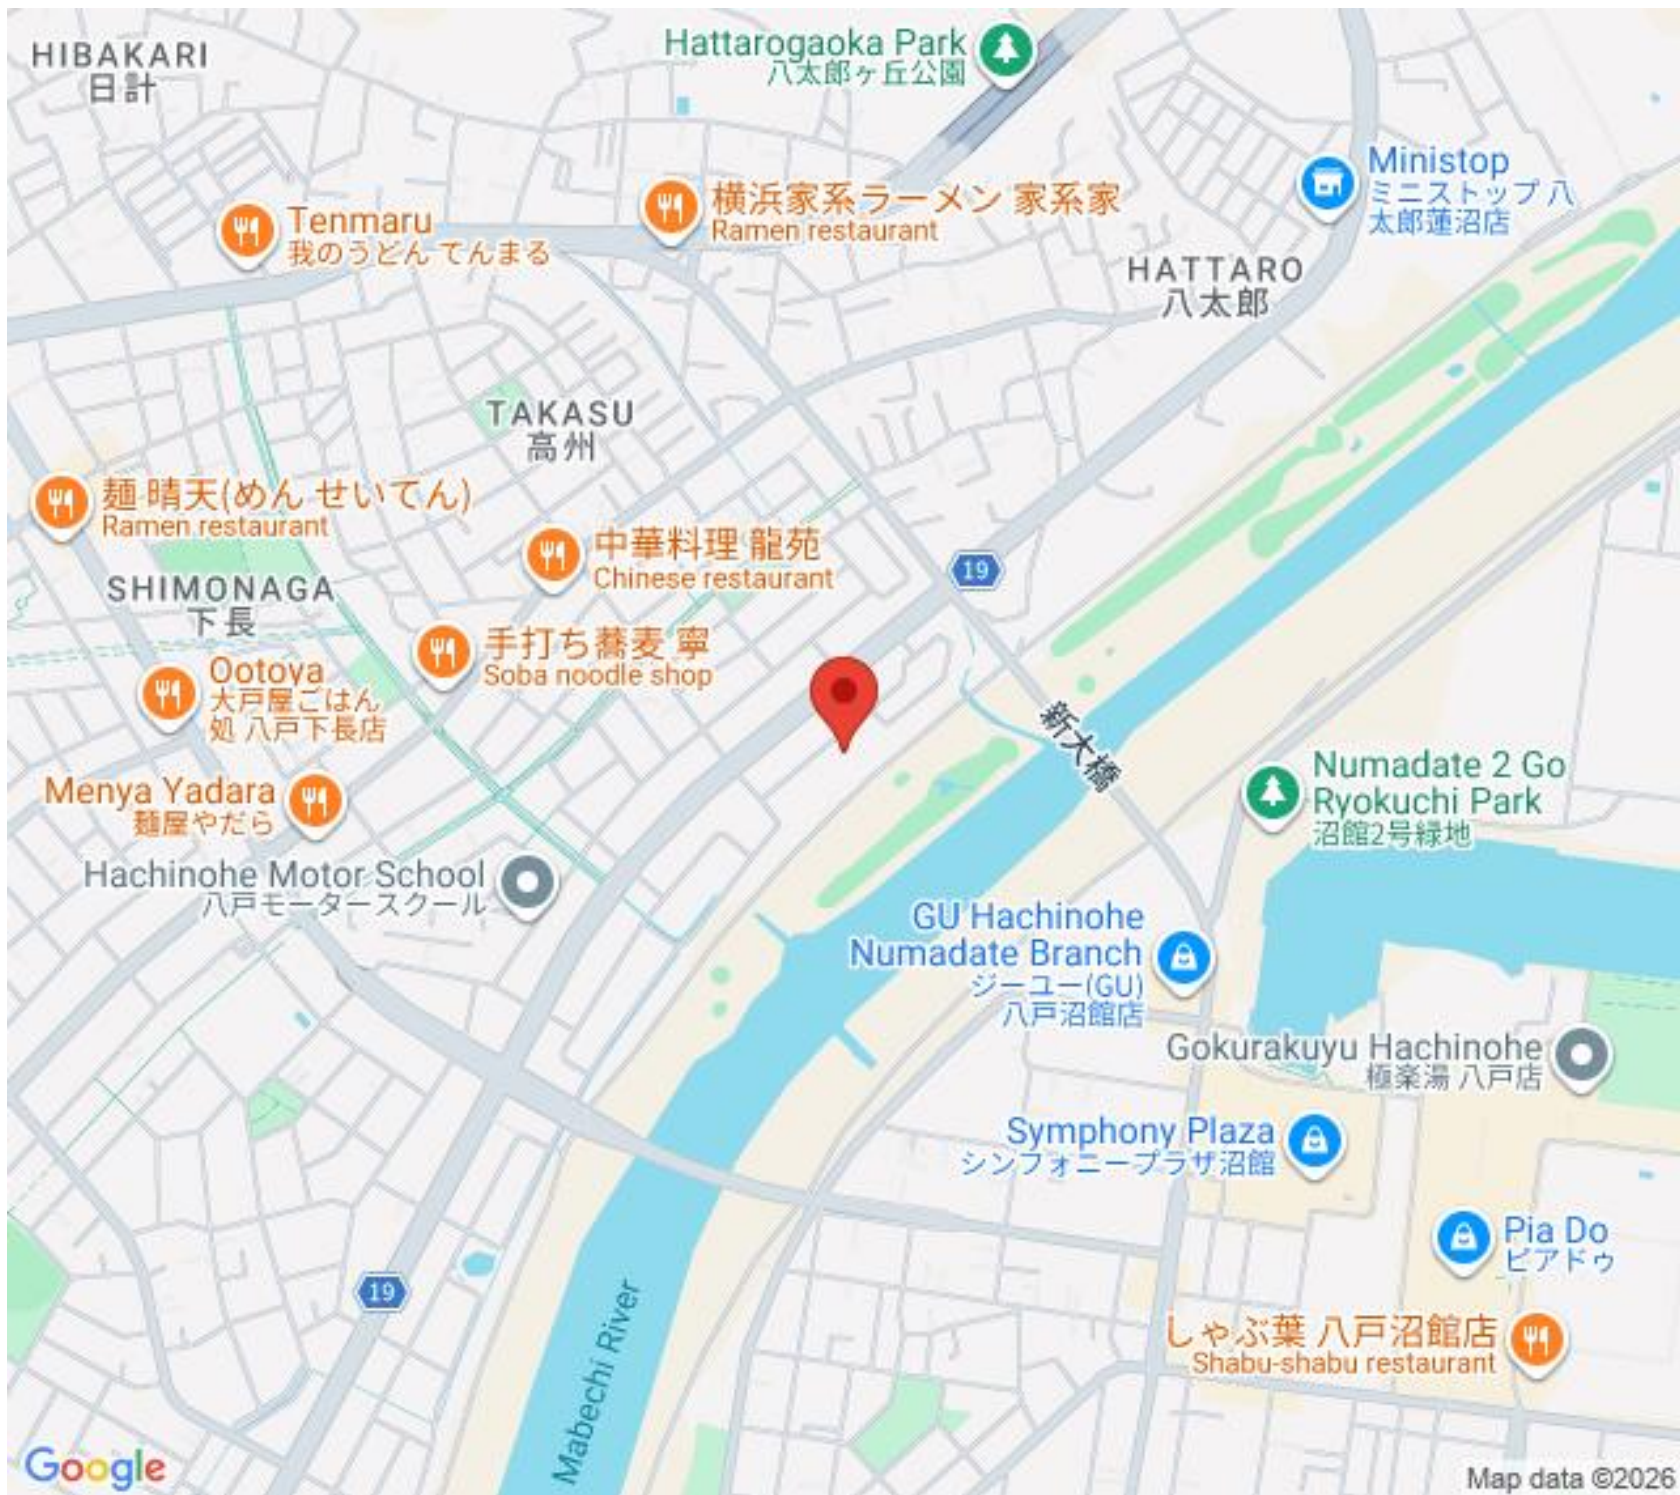 HIBAKARI
日計
Hattarogaoka Park
八太郎ヶ丘公園
Ministop
ミニストップ 八
太郎蓮沼店
横浜家系ラーメン 家系家
Ramen restaurant
Tenmaru
我のうどん てんまる
HATTARO
八太郎
TAKASU
高州
麺 晴天(めん せいてん)
Ramen restaurant
中華料理 龍苑
Chinese restaurant
19
SHIMONAGA
下長
手打ち蕎麦 寧
Soba noodle shop
Ootoya
大戸屋ごはん
処 八戸下長店
新大橋
Menya Yadara
麺屋やだら
Numadate 2 Go
Ryokuchi Park
沼館2号緑地
Hachinohe Motor School
八戸モータースクール
GU Hachinohe
Numadate Branch
ジーユー(GU)
八戸沼館店
Gokurakuyu Hachinohe
極楽湯 八戸店
Symphony Plaza
シンフォニープラザ沼館
Pia Do
ピアドゥ
19
しゃぶ葉 八戸沼館店
Shabu-shabu restaurant
Mabechi River
Google
Map data ©2026